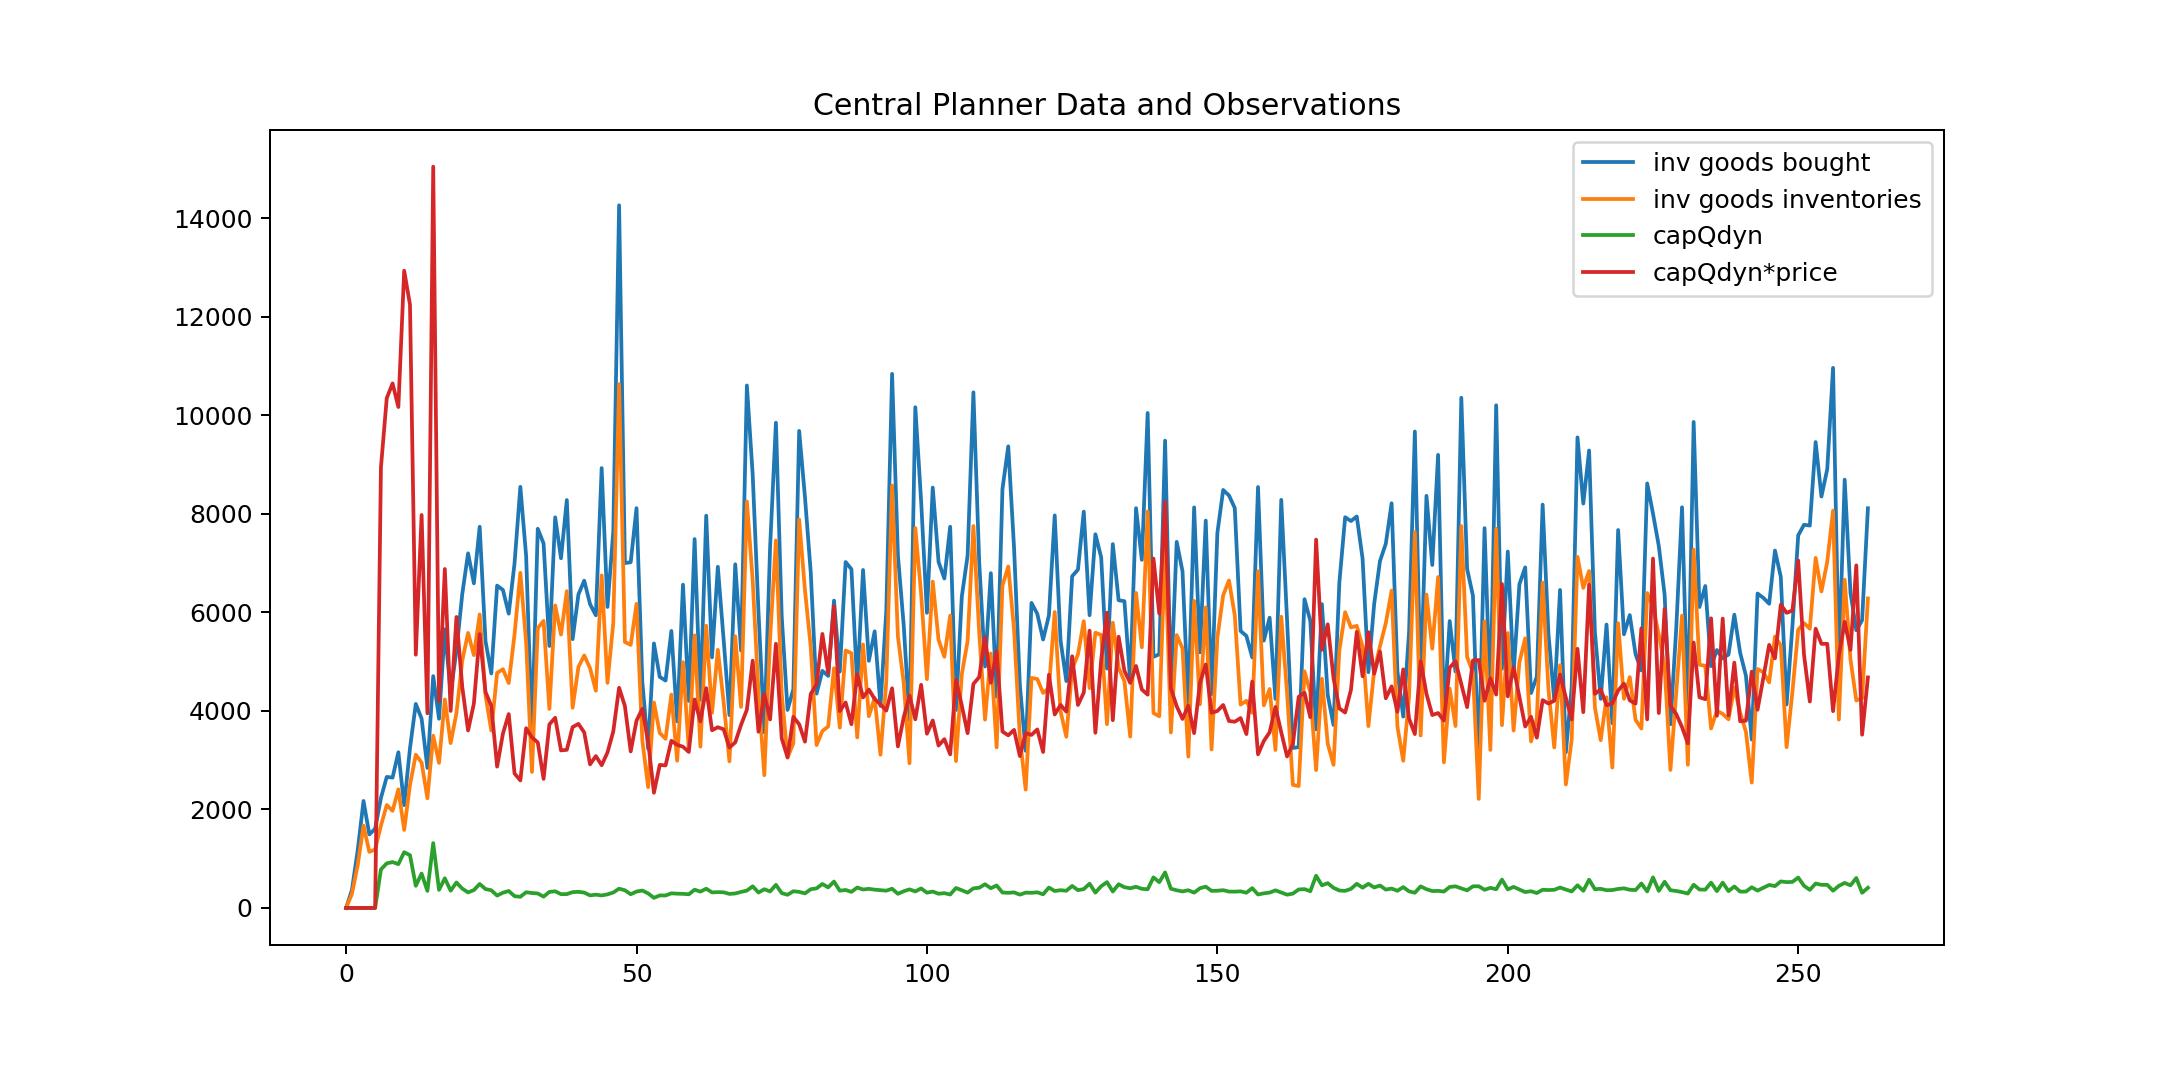 Central Planner Data and Observations
inv goods bought
inv goods inventories
capQdyn
capQdyn*price
14000
12000
10000
8000
6000
4000
2000
0
0 50 100 150 200 250